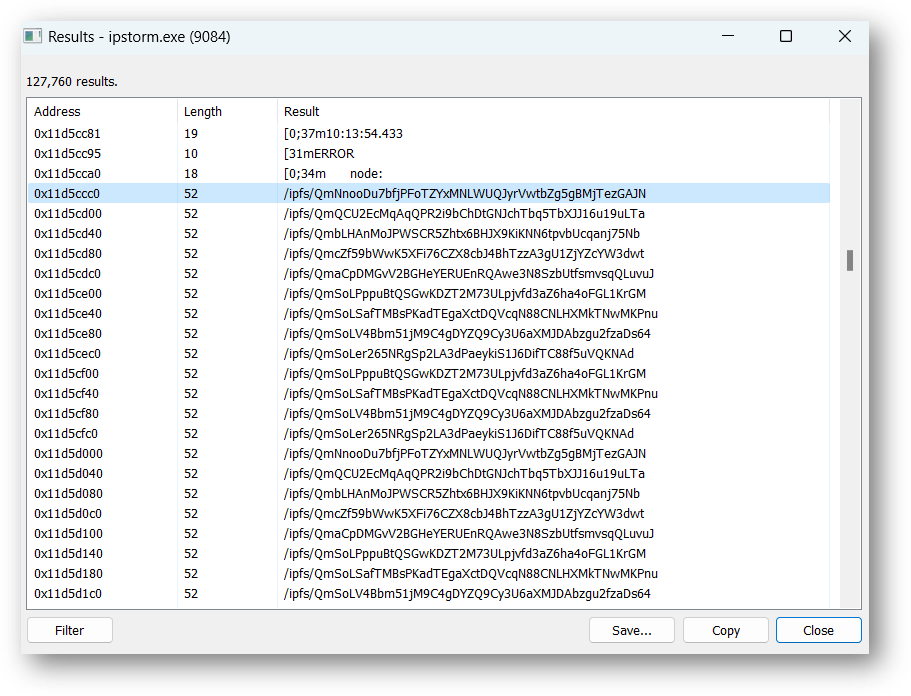 Results - ipstorm.exe (9084)
127,760 results.
Address Length Result
0x11d5cc81 19 [0;37m10:13:54.433
0x11d5cc95 10 [31mERROR
0x11d5cca0 18 [0;34m node:
0x11d5ccc0 52 /ipfs/QmNnooDu7bfjPFoTZYxMNLWUQJyrVwtbZg5gBMjTezGAJN
0x11d5cd00 52 /ipfs/QmQCU2EcMqAqQPR2i9bChDtGNJchTbq5TbXJJ16u19uLTa
0x11d5cd40 52 /ipfs/QmbLHAnMoJPWSCR5Zhtx6BHJX9KiKNN6tpvbUcqanj75Nb
0x11d5cd80 52 /ipfs/QmcZf59bWwK5XFi76CZX8cbJ4BhTzzA3gU1ZjYZcYW3dwt
0x11d5cdc0 52 /ipfs/QmaCpDMGvV2BGHeYERUEnRQAwe3N8SzbUtfsmvsqQLuvuJ
0x11d5ce00 52 /ipfs/QmSoLPppuBtQSGwKDZT2M73ULpjvfd3aZ6ha4oFGL1KrGM
0x11d5ce40 52 /ipfs/QmSoLSafTMBsPKadTEgaXctDQVcqN88CNLHXMkTNwMKPnu
0x11d5ce80 52 /ipfs/QmSoLV4Bbm51jM9C4gDYZQ9Cy3U6aXMJDAbzgu2fzaDs64
0x11d5cec0 52 /ipfs/QmSoLer265NRgSp2LA3dPaeykiS1J6DifTC88f5uVQKNAd
0x11d5cf00 52 /ipfs/QmSoLPppuBtQSGwKDZT2M73ULpjvfd3aZ6ha4oFGL1KrGM
0x11d5cf40 52 /ipfs/QmSoLSafTMBsPKadTEgaXctDQVcqN88CNLHXMkTNwMKPnu
0x11d5cf80 52 /ipfs/QmSoLV4Bbm51jM9C4gDYZQ9Cy3U6aXMJDAbzgu2fzaDs64
0x11d5cfc0 52 /ipfs/QmSoLer265NRgSp2LA3dPaeykiS1J6DifTC88f5uVQKNAd
0x11d5d000 52 /ipfs/QmNnooDu7bfjPFoTZYxMNLWUQJyrVwtbZg5gBMjTezGAJN
0x11d5d040 52 /ipfs/QmQCU2EcMqAqQPR2i9bChDtGNJchTbq5TbXJJ16u19uLTa
0x11d5d080 52 /ipfs/QmbLHAnMoJPWSCR5Zhtx6BHJX9KiKNN6tpvbUcqanj75Nb
0x11d5d0c0 52 /ipfs/QmcZf59bWwK5XFi76CZX8cbJ4BhTzzA3gU1ZjYZcYW3dwt
0x11d5d100 52 /ipfs/QmaCpDMGvV2BGHeYERUEnRQAwe3N8SzbUtfsmvsqQLuvuJ
0x11d5d140 52 /ipfs/QmSoLPppuBtQSGwKDZT2M73ULpjvfd3aZ6ha4oFGL1KrGM
0x11d5d180 52 /ipfs/QmSoLSafTMBsPKadTEgaXctDQVcqN88CNLHXMkTNwMKPnu
0x11d5d1c0 52 /ipfs/QmSoLV4Bbm51jM9C4gDYZQ9Cy3U6aXMJDAbzgu2fzaDs64
Filter Save... Copy Close